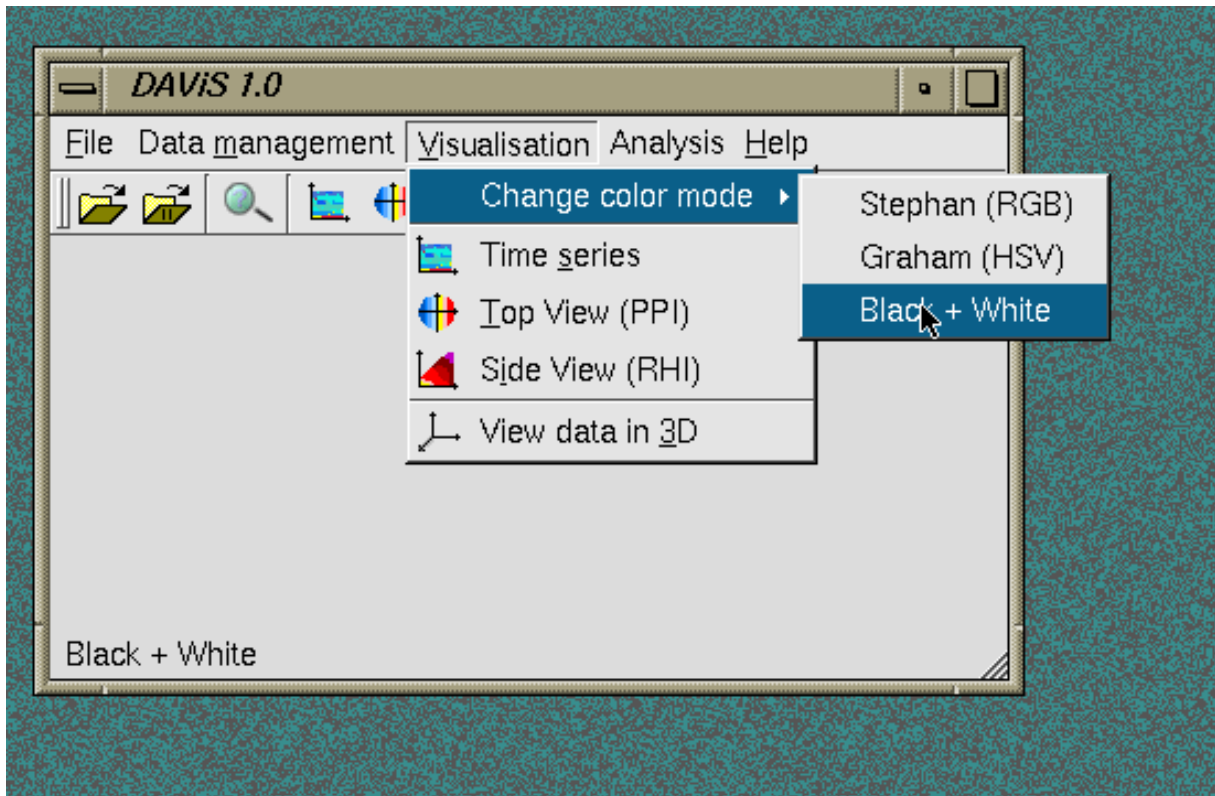 DAViS 1.0
File Data management Visualisation Analysis Help
Change color mode
Time series
Top View (PPI)
Side View (RHI)
View data in 3D
Stephan (RGB)
Graham (HSV)
Black + White
Black + White